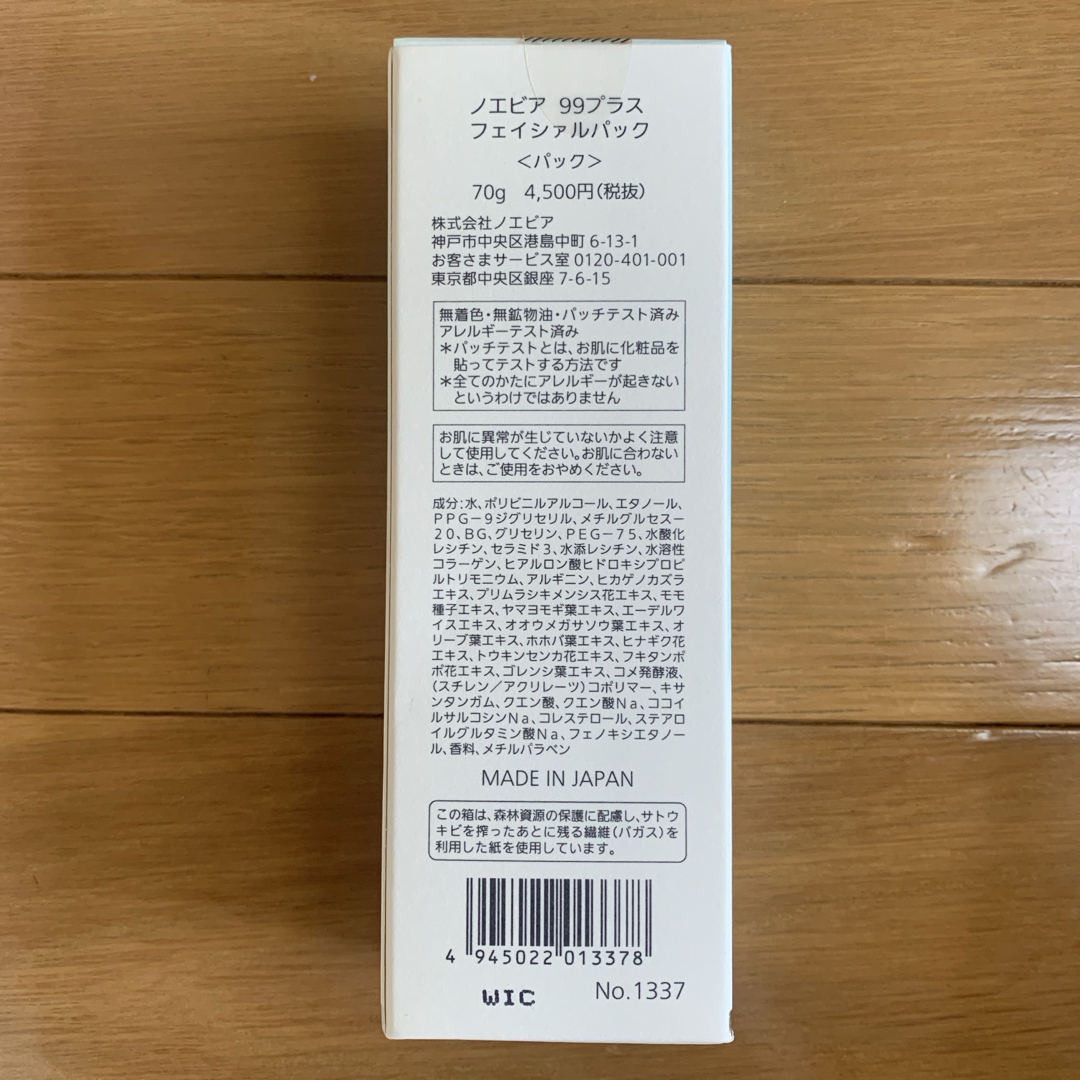 ノエビア 99プラス
フェイシァルパック
＜パック＞
70g 4,500円(税抜)
株式会社ノエビア
神戸市中央区港島中町6-13-1
お客さまサービス室0120-401-001
東京都中央区銀座7-6-15
無着色・無鉱物油・パッチテスト済み
アレルギーテスト済み
＊パッチテストとは、お肌に化粧品を
貼ってテストする方法です
＊全てのかたにアレルギーが起きない
というわけではありません
お肌に異常が生じていないかよく注意
して使用してください。お肌に合わない
ときは、ご使用をおやめください。
成分：水、ポリビニルアルコール、エタノール、
ＰＰＧ－９ジグリセリル、メチルグルセス－
２０、ＢＧ、グリセリン、ＰＥＧ－７５、水酸化
レシチン、セラミド３、水添レシチン、水溶性
コラーゲン、ヒアルロン酸ヒドロキシプロピ
ルトリモニウム、アルギニン、ヒカゲノカズラ
エキス、プリムラシキメンシス花エキス、モモ
種子エキス、ヤマヨモギ葉エキス、エーデルワ
イスエキス、オオウメガサソウ葉エキス、オ
リーブ葉エキス、ホホバ葉エキス、ヒナギク花
エキス、トウキンセンカ花エキス、フキタンポ
ポ花エキス、ゴレンシ葉エキス、コメ発酵液、
（スチレン／アクリレーツ）コポリマー、キサ
ンタンガム、クエン酸、クエン酸Ｎａ、ココイ
ルサルコシンＮａ、コレステロール、ステアロ
イルグルタミン酸Ｎａ、フェノキシエタノー
ル、香料、メチルパラベン
MADE IN JAPAN
この箱は、森林資源の保護に配慮し、サトウ
キビを搾ったあとに残る繊維（バガス）を
利用した紙を使用しています。
4 945022 013378
WIC No.1337